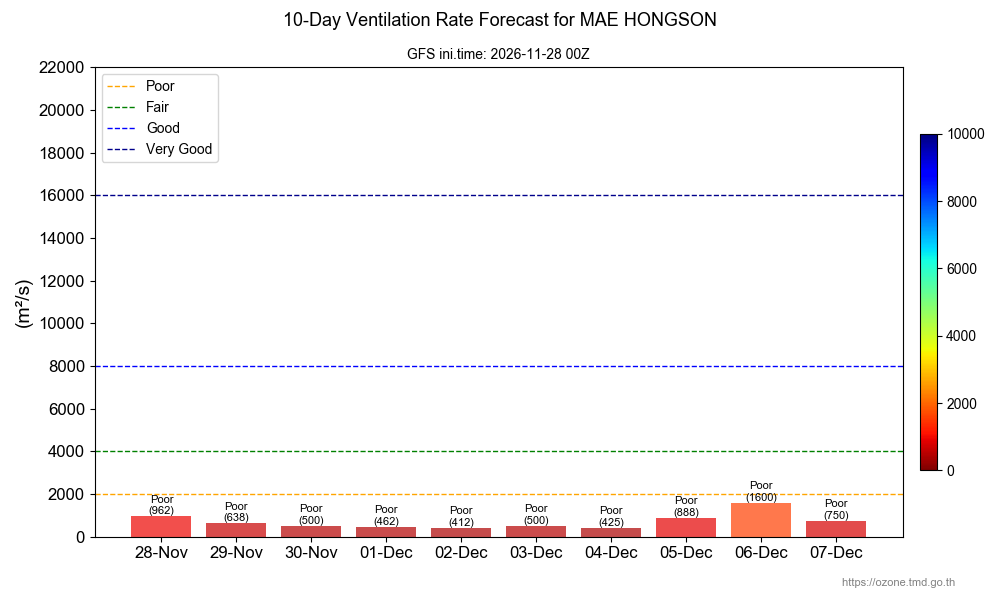 10-Day Ventilation Rate Forecast for MAE HONGSON
GFS ini.time: 2026-11-28 00Z
(m²/s)
22000
20000
18000
16000
14000
12000
10000
8000
6000
4000
2000
0
Poor
Fair
Good
Very Good
Poor
(962)
Poor
(638)
Poor
(500)
Poor
(462)
Poor
(412)
Poor
(500)
Poor
(425)
Poor
(888)
Poor
(1600)
Poor
(750)
28-Nov 29-Nov 30-Nov 01-Dec 02-Dec 03-Dec 04-Dec 05-Dec 06-Dec 07-Dec
10000
8000
6000
4000
2000
0
https://ozone.tmd.go.th